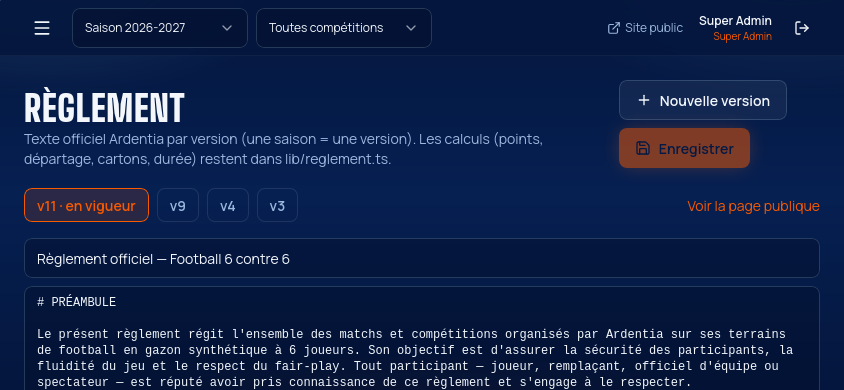 Saison 2026-2027
Toutes compétitions
Site public
Super Admin
Super Admin
RÈGLEMENT
Texte officiel Ardentia par version (une saison = une version). Les calculs (points,
départage, cartons, durée) restent dans lib/reglement.ts.
Nouvelle version
Enregistrer
v11 · en vigueur
v9
v4
v3
Voir la page publique
Règlement officiel — Football 6 contre 6
# PRÉAMBULE
Le présent règlement régit l'ensemble des matchs et compétitions organisés par Ardentia sur ses terrains
de football en gazon synthétique à 6 joueurs. Son objectif est d'assurer la sécurité des participants, la
fluidité du jeu et le respect du fair-play. Tout participant — joueur, remplaçant, officiel d'équipe ou
spectateur — est réputé avoir pris connaissance de ce règlement et s'engage à le respecter.